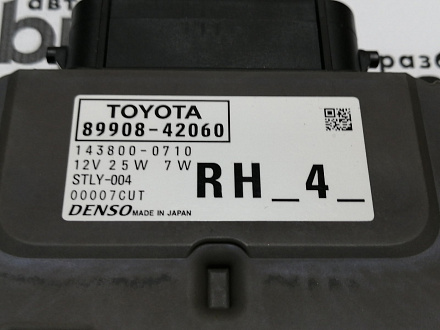 TOYOTA
89908-42060
143800-0710
12V 25W 7W
STLY-004
00007CUT
DENSO MADE IN JAPAN
RH_4_